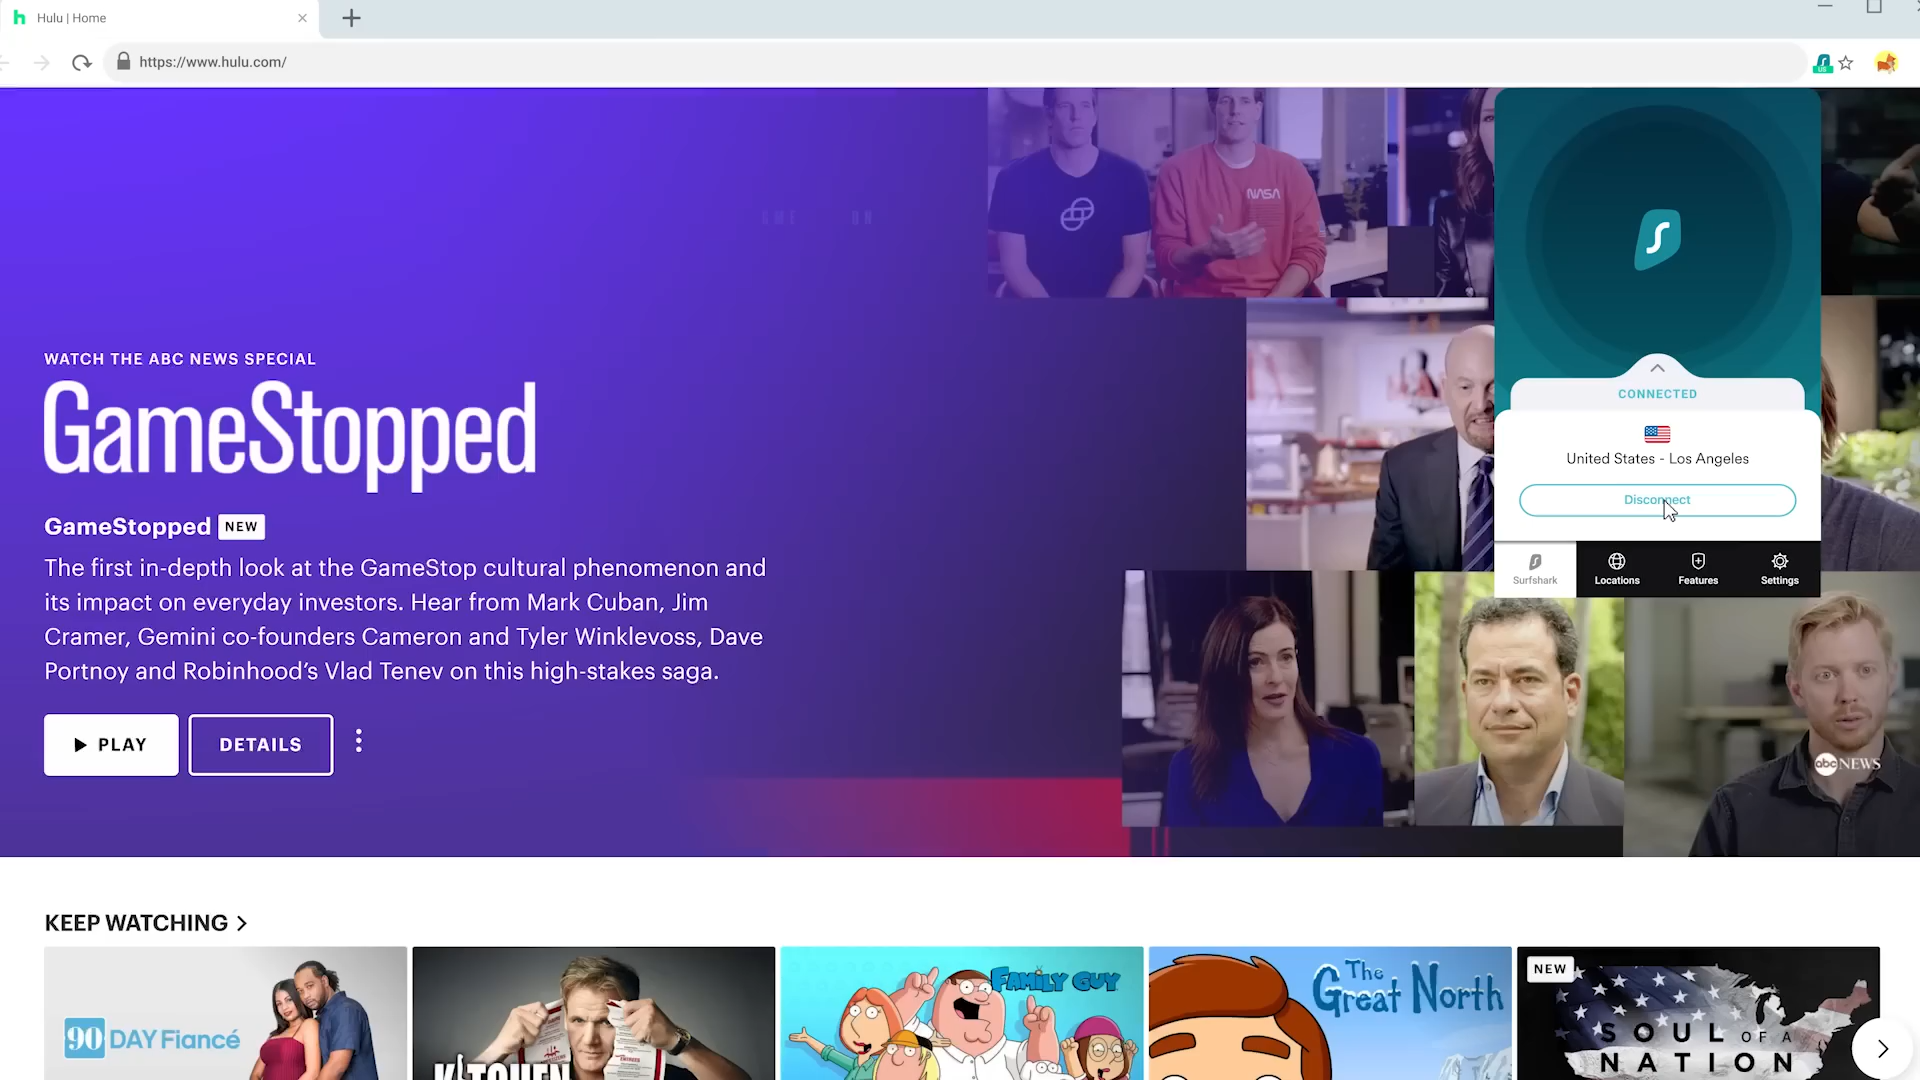 Hulu | Home
https://www.hulu.com/
US
NASA
WATCH THE ABC NEWS SPECIAL
GameStopped
GameStopped NEW
The first in-depth look at the GameStop cultural phenomenon and
its impact on everyday investors. Hear from Mark Cuban, Jim
Cramer, Gemini co-founders Cameron and Tyler Winklevoss, Dave
Portnoy and Robinhood’s Vlad Tenev on this high-stakes saga.
PLAY
DETAILS
CONNECTED
United States - Los Angeles
Disconnect
Surfshark
Locations
Features
Settings
abc NEWS
KEEP WATCHING
90 DAY Fiancé
KITCHEN
FAMILY GUY
The
Great North
NEW
SOUL OF A
NATION